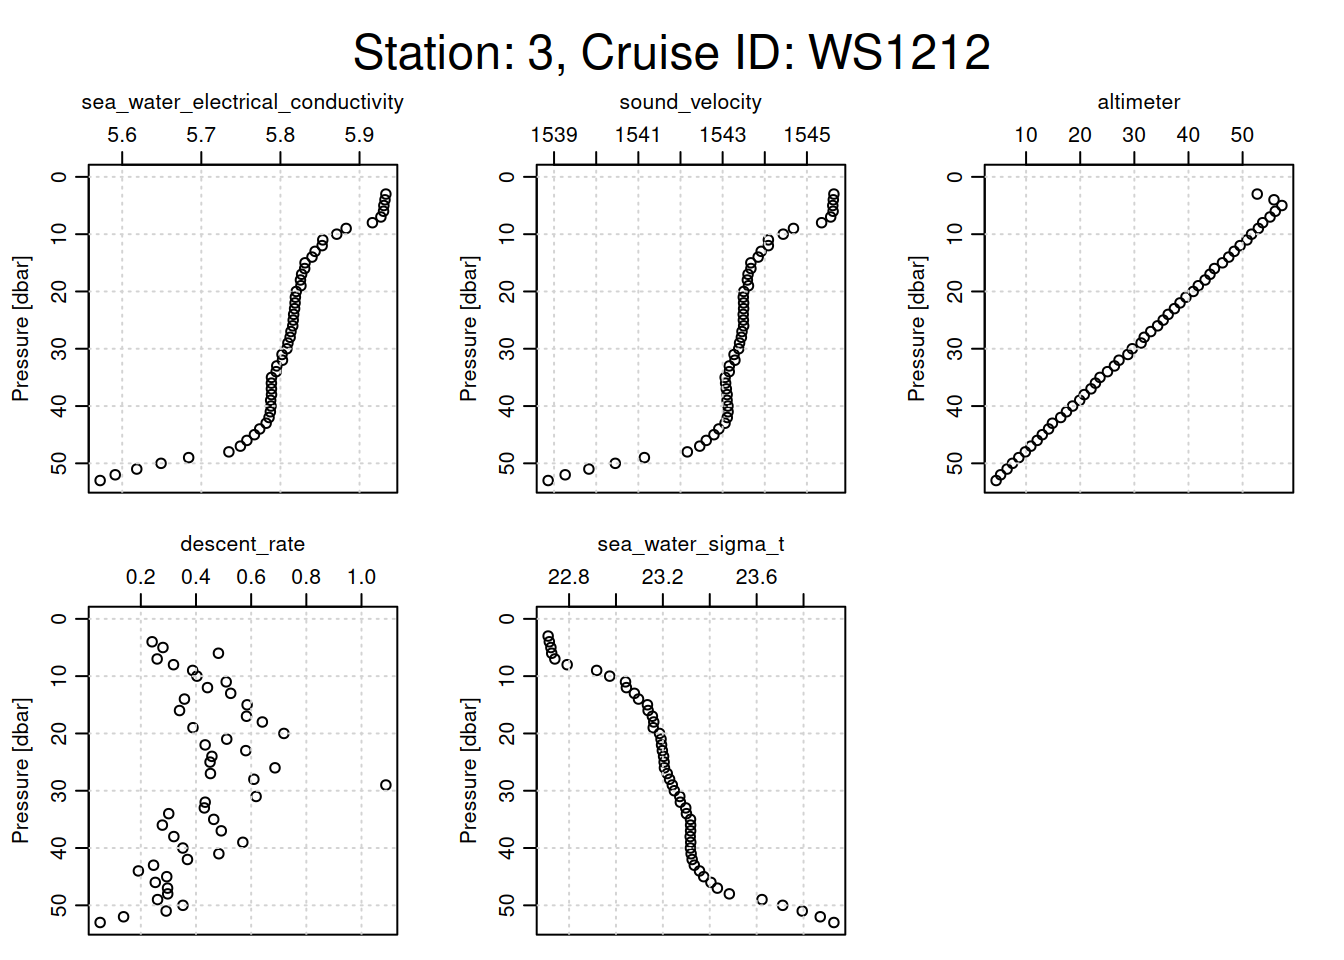 Station: 3, Cruise ID: WS1212
sea_water_electrical_conductivity
5.6 5.7 5.8 5.9
Pressure [dbar]
0 10 20 30 40 50
sound_velocity
1539 1541 1543 1545
Pressure [dbar]
0 10 20 30 40 50
altimeter
10 20 30 40 50
Pressure [dbar]
0 10 20 30 40 50
descent_rate
0.2 0.4 0.6 0.8 1.0
Pressure [dbar]
0 10 20 30 40 50
sea_water_sigma_t
22.8 23.2 23.6
Pressure [dbar]
0 10 20 30 40 50